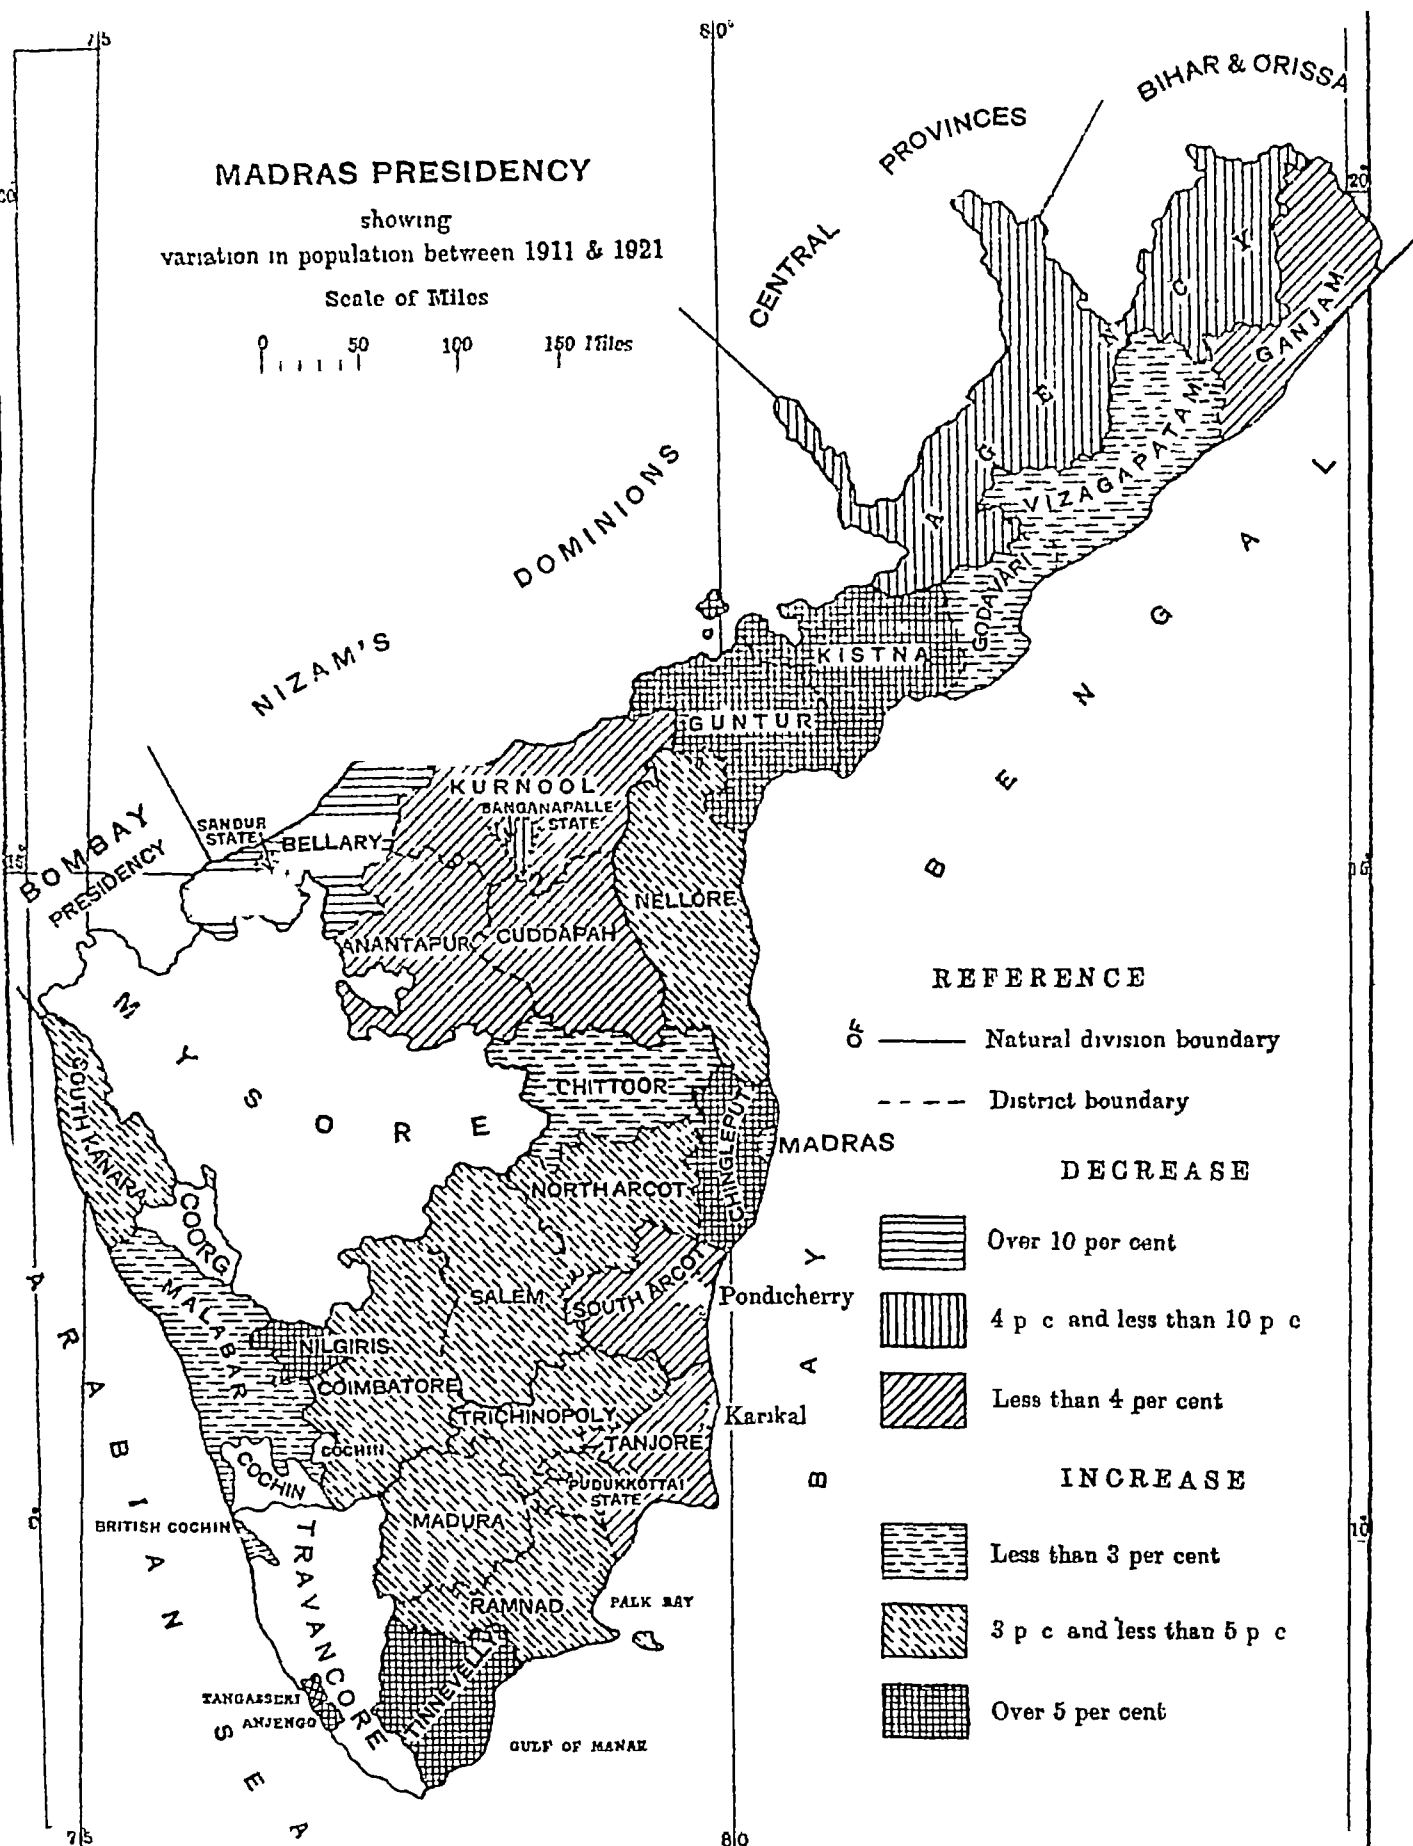 75
80°
BIHAR & ORISSA
PROVINCES
CENTRAL
MADRAS PRESIDENCY
showing
variation in population between 1911 & 1921
Scale of Miles
0 50 100 150 Miles
20°
AGENCY
GANJAM
VIZAGAPATAM
GODAVARI
DOMINIONS
NIZAM'S
KISTNA
GUNTUR
KURNOOL
BANGANAPALLE
STATE
SANDUR
STATE
BELLARY
BOMBAY
PRESIDENCY
NELLORE
ANANTAPUR
CUDDAPAH
MYSORE
BAY
OF
BENGAL
REFERENCE
Natural division boundary
District boundary
DECREASE
Over 10 per cent
4 p c and less than 10 p c
Less than 4 per cent
INCREASE
Less than 3 per cent
3 p c and less than 5 p c
Over 5 per cent
SOUTH KANARA
CHITTOOR
CHINGLEPUT
MADRAS
NORTH ARCOT
COORG
MALABAR
SALEM
SOUTH ARCOT
Pondicherry
NILGIRIS
COIMBATORE
TRICHINOPOLY
Karikal
TANJORE
COCHIN
COCHIN
PUDUKKOTTAI
STATE
BRITISH COCHIN
MADURA
TRAVANCORE
RAMNAD
PALK BAY
TINNEVELLY
TANGASSERI
ANJENGO
GULF OF MANAR
ARABIAN SEA
10°
75
80